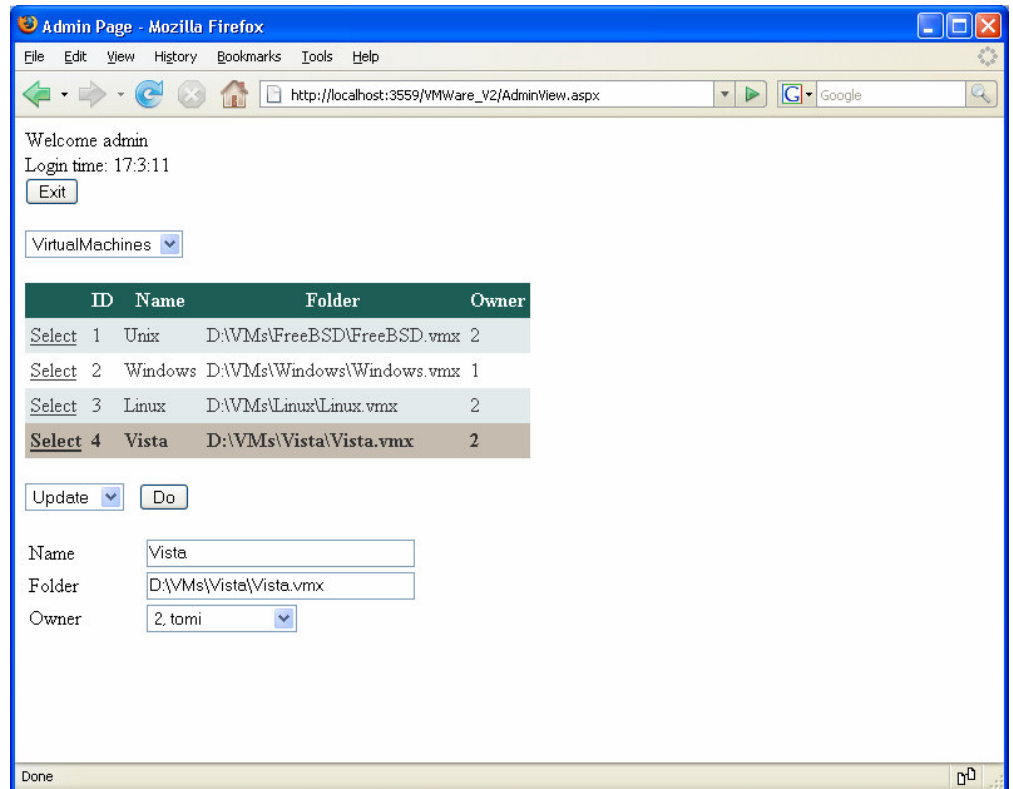 Admin Page - Mozilla Firefox
File Edit View History Bookmarks Tools Help
http://localhost:3559/VMWare_V2/AdminView.aspx G Google
Welcome admin
Login time: 17:3:11
Exit
VirtualMachines
ID Name Folder Owner
Select 1 Unix D:\VMs\FreeBSD\FreeBSD.vmx 2
Select 2 Windows D:\VMs\Windows\Windows.vmx 1
Select 3 Linux D:\VMs\Linux\Linux.vmx 2
Select 4 Vista D:\VMs\Vista\Vista.vmx 2
Update Do
Name Vista
Folder D:\VMs\Vista\Vista.vmx
Owner 2, tomi
Done